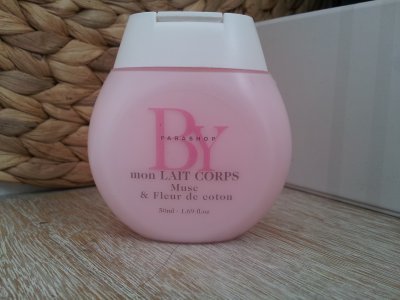 BY
PARASHOP
mon LAIT CORPS
Musc
& Fleur de coton
50ml - 1.69 fl.oz